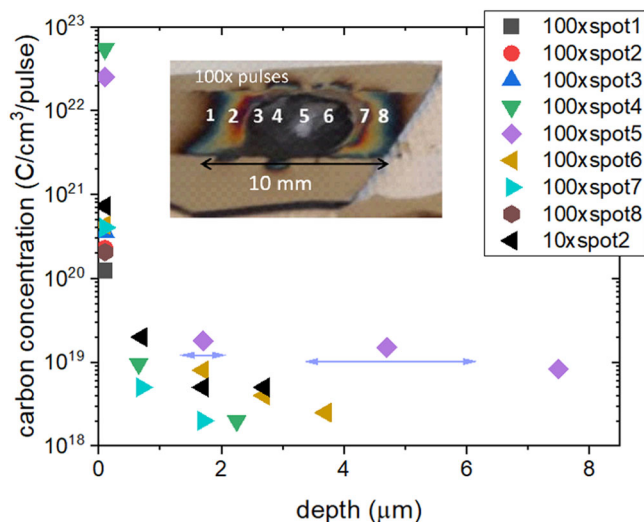 10²³
10²²
10²¹
10²⁰
10¹⁹
10¹⁸
carbon concentration (C/cm³/pulse)
0
2
4
6
8
depth (μm)
100x pulses
1 2 3 4 5 6 7 8
10 mm
100xspot1
100xspot2
100xspot3
100xspot4
100xspot5
100xspot6
100xspot7
100xspot8
10xspot2